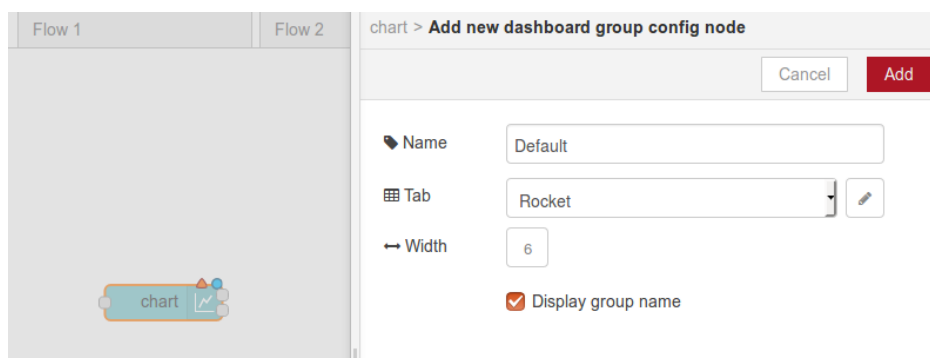 Flow 1
Flow 2
chart > Add new dashboard group config node
Cancel
Add
Name
Default
Tab
Rocket
Width
6
Display group name
chart